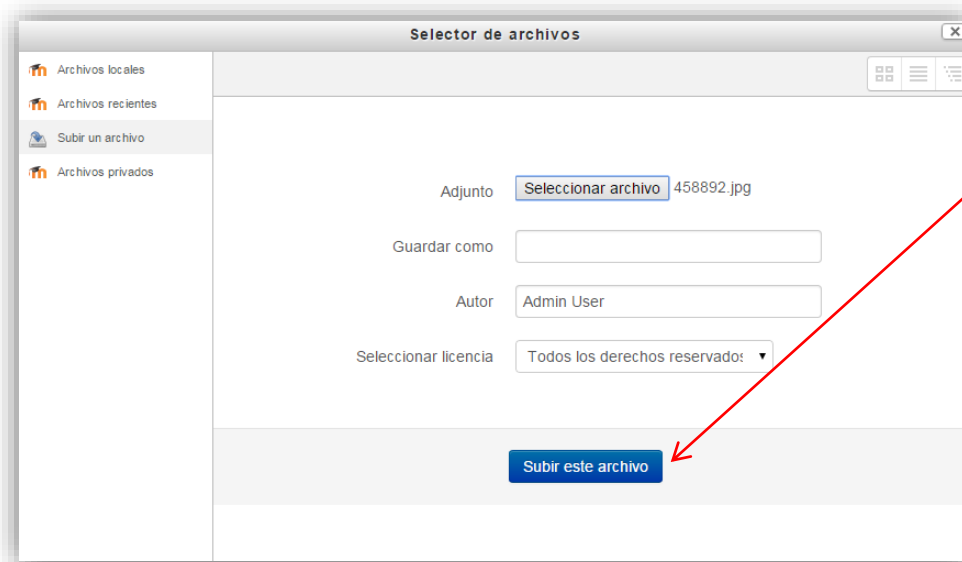 Selector de archivos
Archivos locales
Archivos recientes
Subir un archivo
Archivos privados
Adjunto Seleccionar archivo 458892.jpg
Guardar como
Autor Admin User
Seleccionar licencia Todos los derechos reservados
Subir este archivo